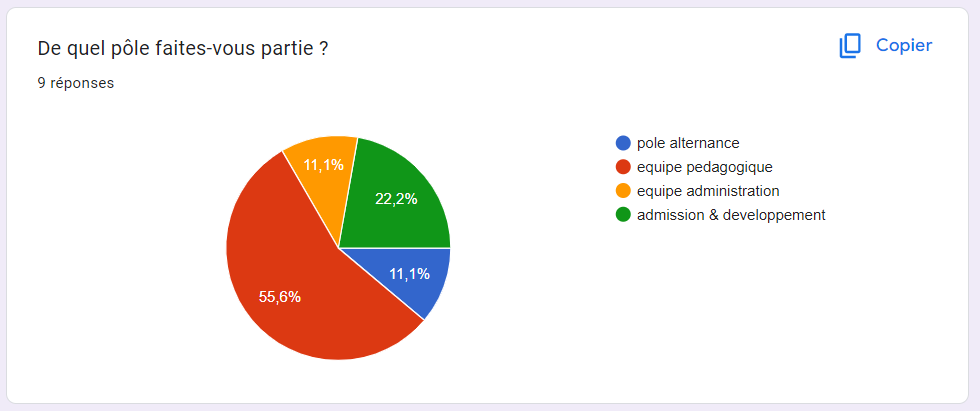 De quel pôle faites-vous partie ?
Copier
9 réponses
11,1%
22,2%
11,1%
55,6%
pole alternance
equipe pedagogique
equipe administration
admission & developpement